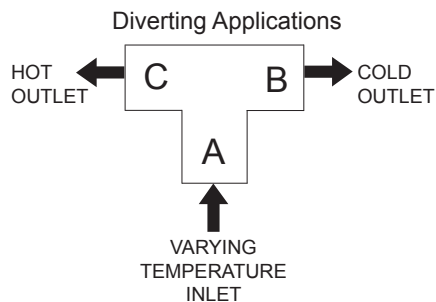 Diverting Applications
HOT
OUTLET
C
B
COLD
OUTLET
A
VARYING
TEMPERATURE
INLET